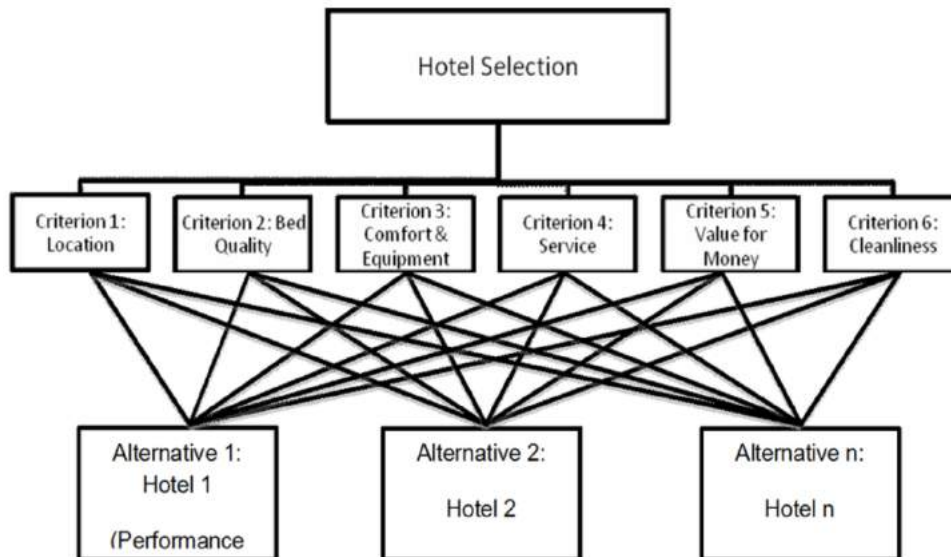 Hotel Selection
Criterion 1:
Location
Criterion 2: Bed
Quality
Criterion 3:
Comfort &
Equipment
Criterion 4:
Service
Criterion 5:
Value for
Money
Criterion 6:
Cleanliness
Alternative 1:
Hotel 1
(Performance
Alternative 2:
Hotel 2
Alternative n:
Hotel n